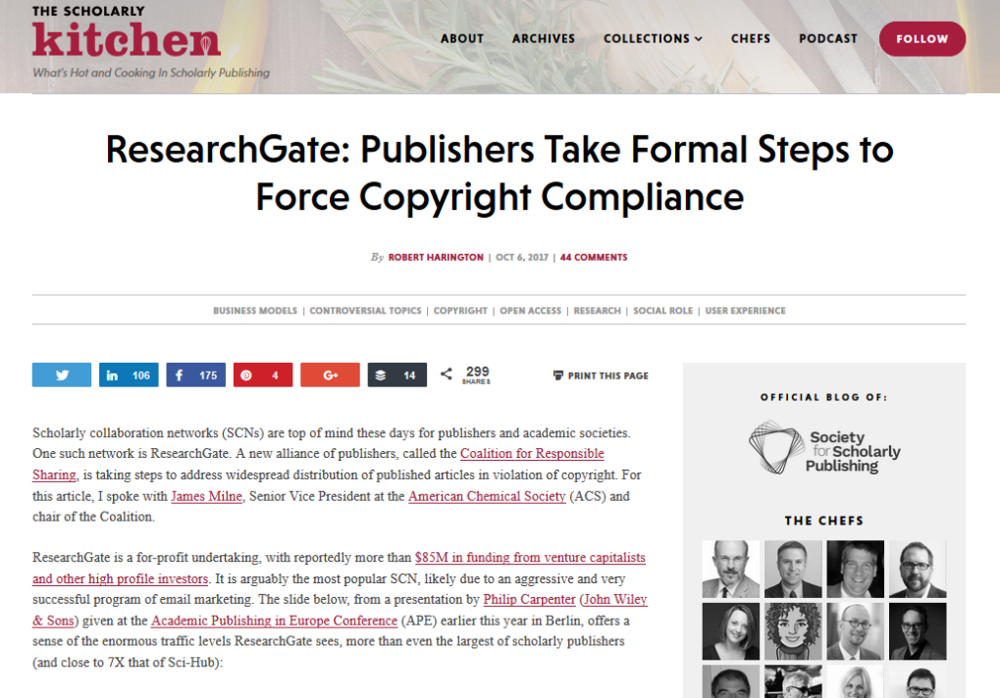 THE SCHOLARLY
kitchen
What's Hot and Cooking In Scholarly Publishing
ABOUT ARCHIVES COLLECTIONS CHEFS PODCAST FOLLOW
ResearchGate: Publishers Take Formal Steps to
Force Copyright Compliance
By ROBERT HARINGTON | OCT 6, 2017 | 44 COMMENTS
BUSINESS MODELS | CONTROVERSIAL TOPICS | COPYRIGHT | OPEN ACCESS | RESEARCH | SOCIAL ROLE | USER EXPERIENCE
in 106 f 175 4 G+ 14 299 SHARES PRINT THIS PAGE
Scholarly collaboration networks (SCNs) are top of mind these days for publishers and academic societies.
One such network is ResearchGate. A new alliance of publishers, called the Coalition for Responsible
Sharing, is taking steps to address widespread distribution of published articles in violation of copyright. For
this article, I spoke with James Milne, Senior Vice President at the American Chemical Society (ACS) and
chair of the Coalition.
ResearchGate is a for-profit undertaking, with reportedly more than $85M in funding from venture capitalists
and other high profile investors. It is arguably the most popular SCN, likely due to an aggressive and very
successful program of email marketing. The slide below, from a presentation by Philip Carpenter (John Wiley
& Sons) given at the Academic Publishing in Europe Conference (APE) earlier this year in Berlin, offers a
sense of the enormous traffic levels ResearchGate sees, more than even the largest of scholarly publishers
(and close to 7X that of Sci-Hub):
OFFICIAL BLOG OF:
Society
for Scholarly
Publishing
THE CHEFS